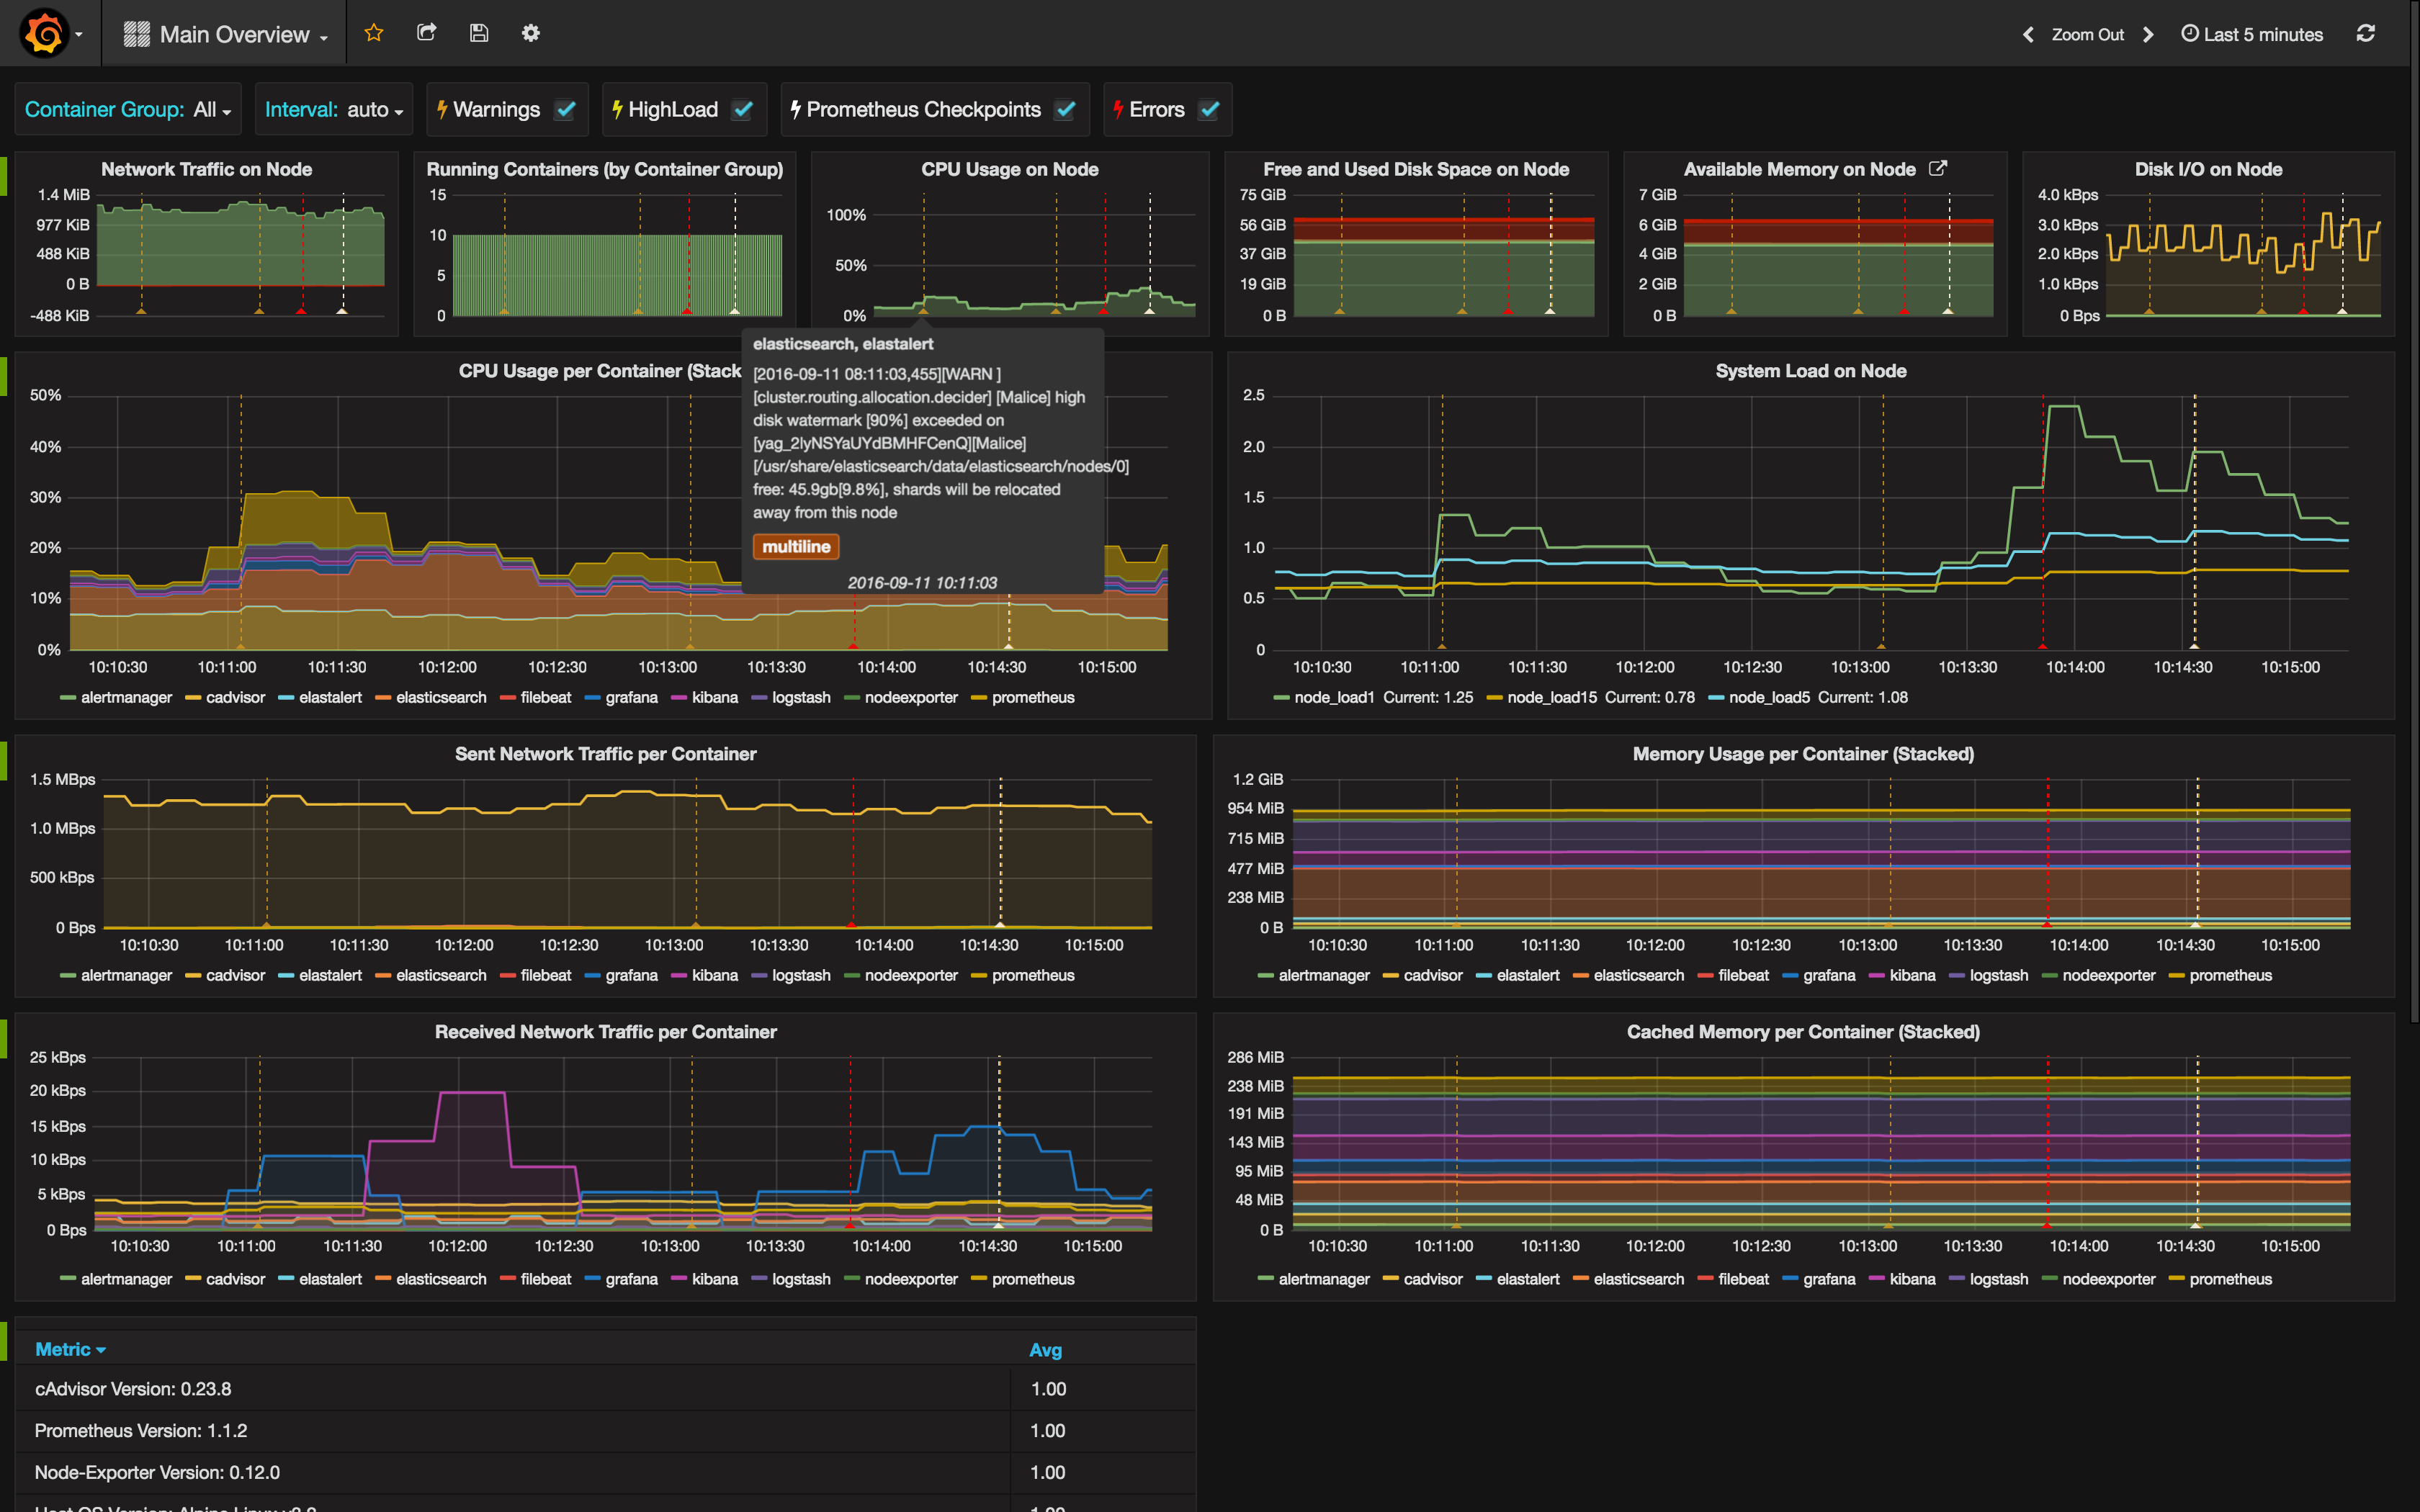 Main Overview
Zoom Out
Last 5 minutes
Container Group: All
Interval: auto
Warnings
HighLoad
Prometheus Checkpoints
Errors
Network Traffic on Node
1.4 MiB
977 KiB
488 KiB
0 B
-488 KiB
Running Containers (by Container Group)
15
10
5
0
CPU Usage on Node
100%
50%
0%
Free and Used Disk Space on Node
75 GiB
56 GiB
37 GiB
19 GiB
0 B
Available Memory on Node
7 GiB
6 GiB
4 GiB
2 GiB
0 B
Disk I/O on Node
4.0 kBps
3.0 kBps
2.0 kBps
1.0 kBps
0 Bps
CPU Usage per Container (Stack
50%
40%
30%
20%
10%
0%
10:10:30 10:11:00 10:11:30 10:12:00 10:12:30 10:13:00 10:13:30 10:14:00 10:14:30 10:15:00
alertmanager cadvisor elastalert elasticsearch filebeat grafana kibana logstash nodeexporter prometheus
elasticsearch, elastalert
[2016-09-11 08:11:03,455][WARN ]
[cluster.routing.allocation.decider] [Malice] high
disk watermark [90%] exceeded on
[yag_2lyNSYaUYdBMHFCenQ][Malice]
[/usr/share/elasticsearch/data/elasticsearch/nodes/0]
free: 45.9gb[9.8%], shards will be relocated
away from this node
multiline
2016-09-11 10:11:03
System Load on Node
2.5
2.0
1.5
1.0
0.5
0
10:10:30 10:11:00 10:11:30 10:12:00 10:12:30 10:13:00 10:13:30 10:14:00 10:14:30 10:15:00
node_load1 Current: 1.25 node_load15 Current: 0.78 node_load5 Current: 1.08
Sent Network Traffic per Container
1.5 MBps
1.0 MBps
500 kBps
0 Bps
10:10:30 10:11:00 10:11:30 10:12:00 10:12:30 10:13:00 10:13:30 10:14:00 10:14:30 10:15:00
alertmanager cadvisor elastalert elasticsearch filebeat grafana kibana logstash nodeexporter prometheus
Memory Usage per Container (Stacked)
1.2 GiB
954 MiB
715 MiB
477 MiB
238 MiB
0 B
10:10:30 10:11:00 10:11:30 10:12:00 10:12:30 10:13:00 10:13:30 10:14:00 10:14:30 10:15:00
alertmanager cadvisor elastalert elasticsearch filebeat grafana kibana logstash nodeexporter prometheus
Received Network Traffic per Container
25 kBps
20 kBps
15 kBps
10 kBps
5 kBps
0 Bps
10:10:30 10:11:00 10:11:30 10:12:00 10:12:30 10:13:00 10:13:30 10:14:00 10:14:30 10:15:00
alertmanager cadvisor elastalert elasticsearch filebeat grafana kibana logstash nodeexporter prometheus
Cached Memory per Container (Stacked)
286 MiB
238 MiB
191 MiB
143 MiB
95 MiB
48 MiB
0 B
10:10:30 10:11:00 10:11:30 10:12:00 10:12:30 10:13:00 10:13:30 10:14:00 10:14:30 10:15:00
alertmanager cadvisor elastalert elasticsearch filebeat grafana kibana logstash nodeexporter prometheus
Metric Avg
cAdvisor Version: 0.23.8 1.00
Prometheus Version: 1.1.2 1.00
Node-Exporter Version: 0.12.0 1.00
Host OS Version: Alpine Linux 1.00